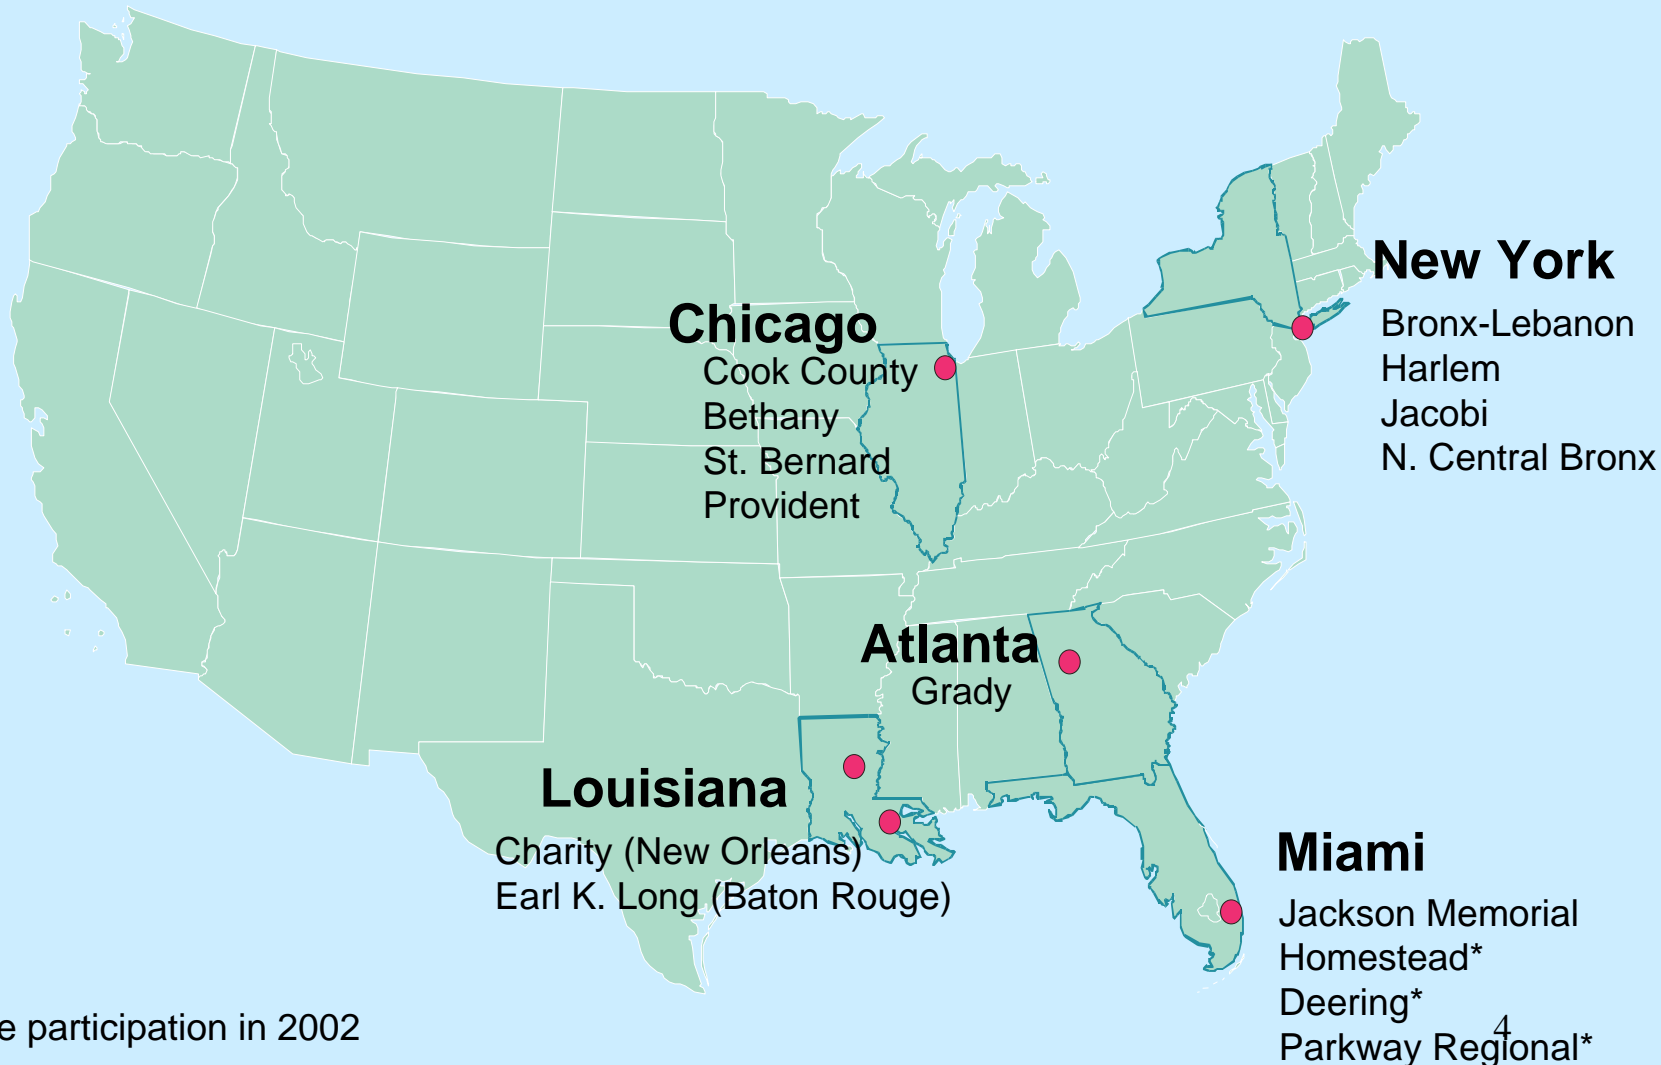 New York
Bronx-Lebanon
Harlem
Jacobi
N. Central Bronx
Chicago
Cook County
Bethany
St. Bernard
Provident
Atlanta
Grady
Louisiana
Charity (New Orleans)
Earl K. Long (Baton Rouge)
Miami
Jackson Memorial
Homestead*
Deering*
Parkway Regional*
participation in 2002
4